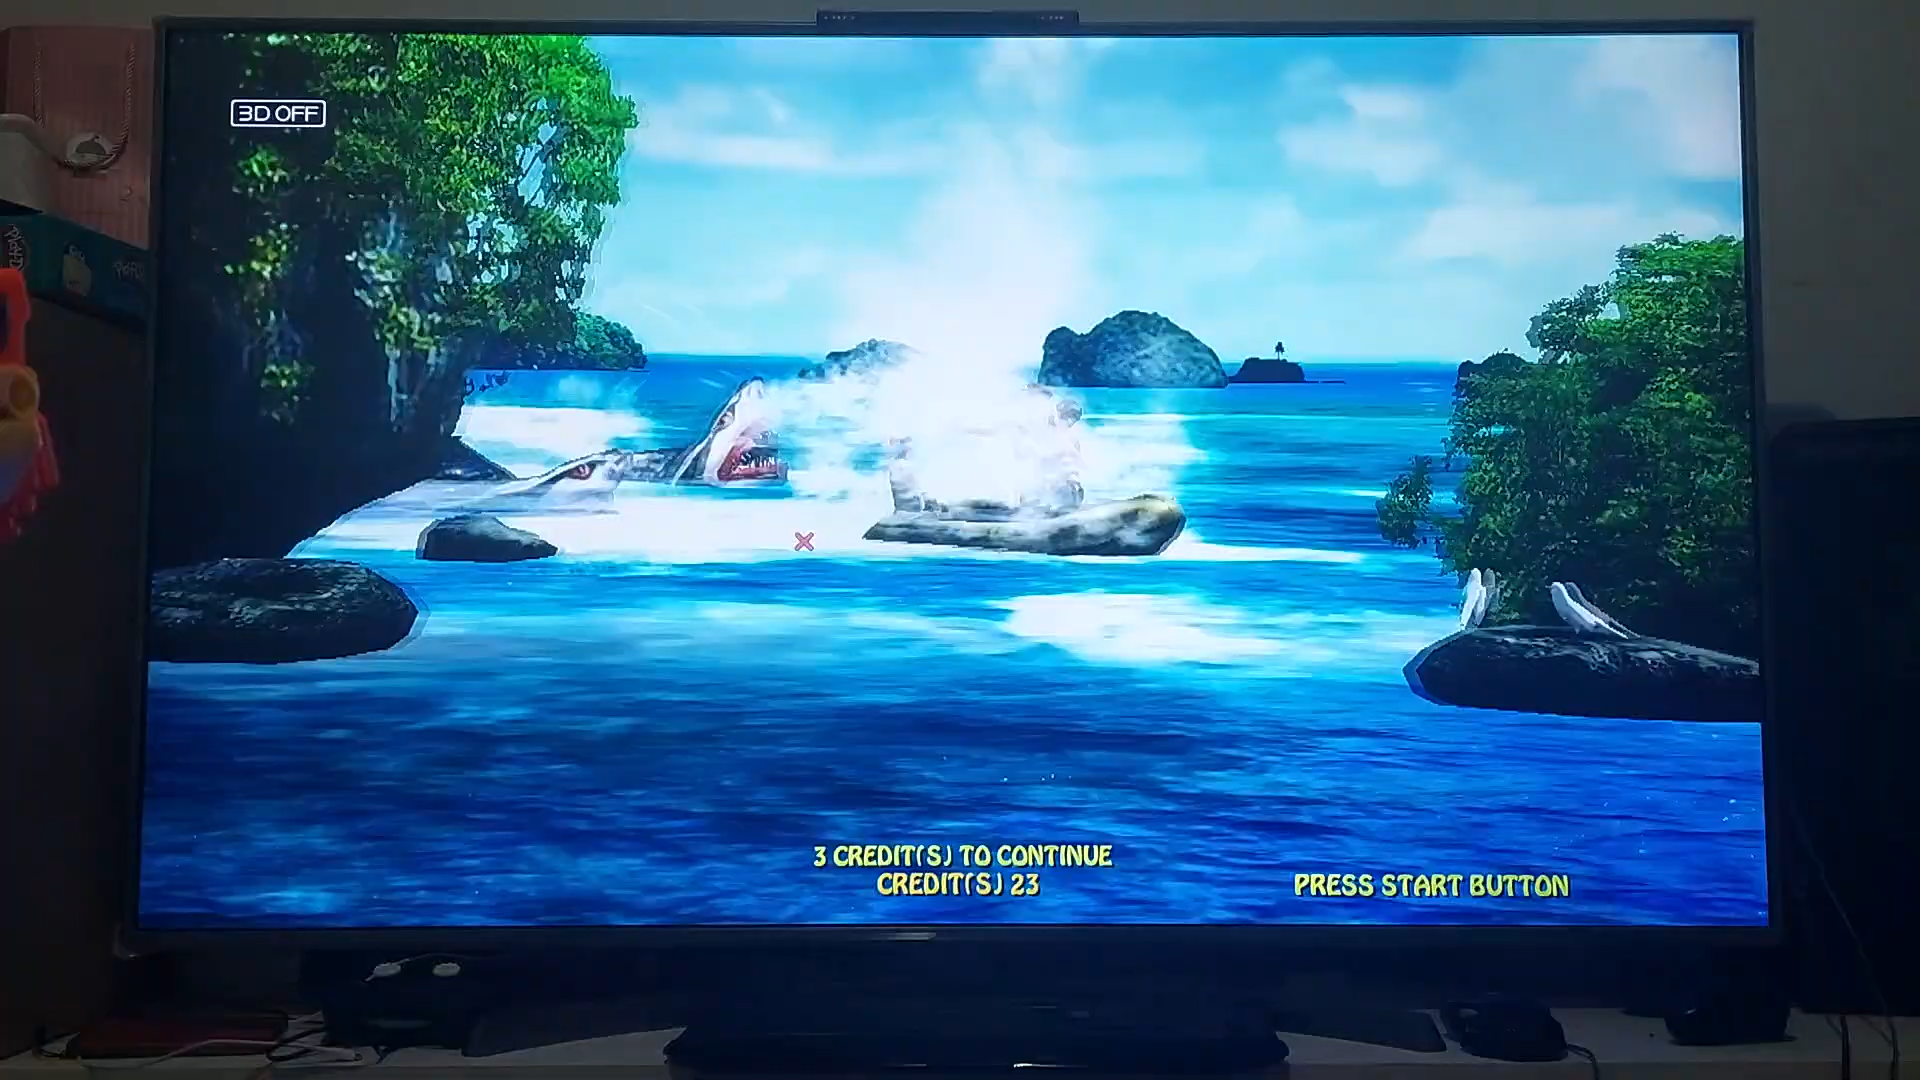 3D OFF
3 CREDIT(S) TO CONTINUE
CREDIT(S) 23
PRESS START BUTTON